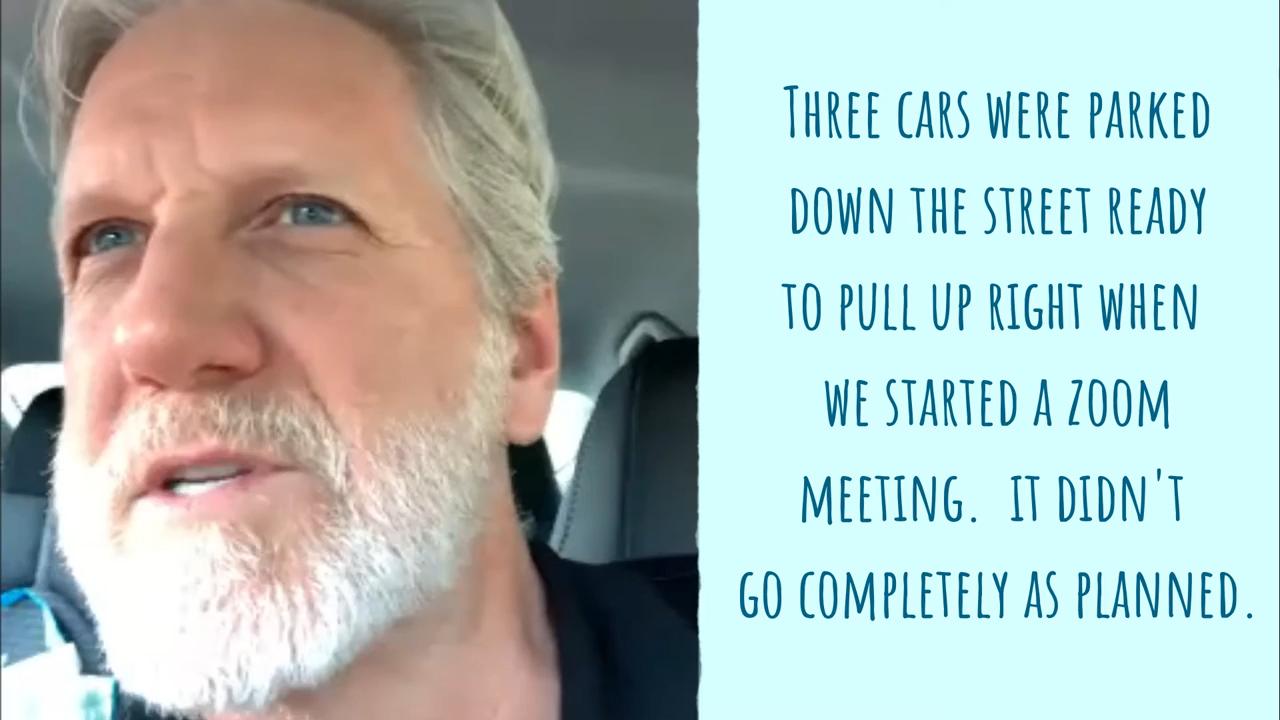 Three cars were parked
down the street ready
to pull up right when
we started a zoom
meeting. It didn't
go completely as planned.